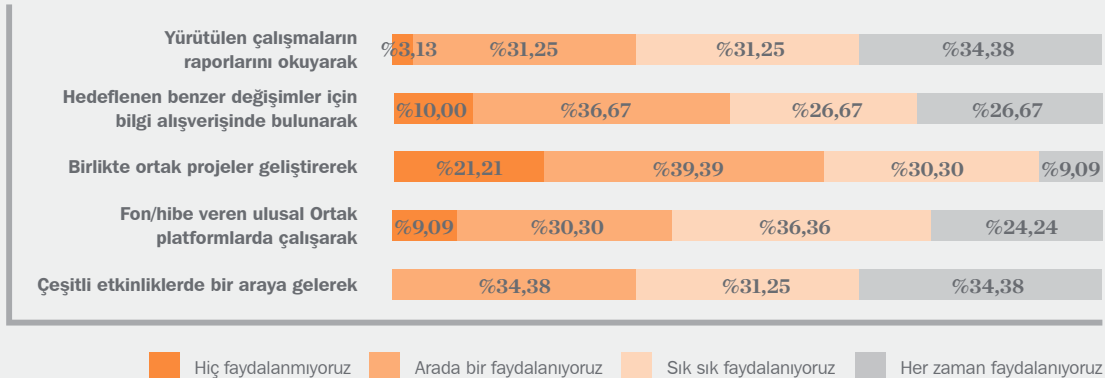 Yürütülen çalışmaların
raporlarını okuyarak
%3,13 %31,25 %31,25 %34,38
Hedeflenen benzer değişimler için
bilgi alışverişinde bulunarak
%10,00 %36,67 %26,67 %26,67
Birlikte ortak projeler geliştirerek
%21,21 %39,39 %30,30 %9,09
Fon/hibe veren ulusal Ortak
platformlarda çalışarak
%9,09 %30,30 %36,36 %24,24
Çeşitli etkinliklerde bir araya gelerek
%34,38 %31,25 %34,38
Hiç faydalanmıyoruz Arada bir faydalanıyoruz Sık sık faydalanıyoruz Her zaman faydalanıyoruz